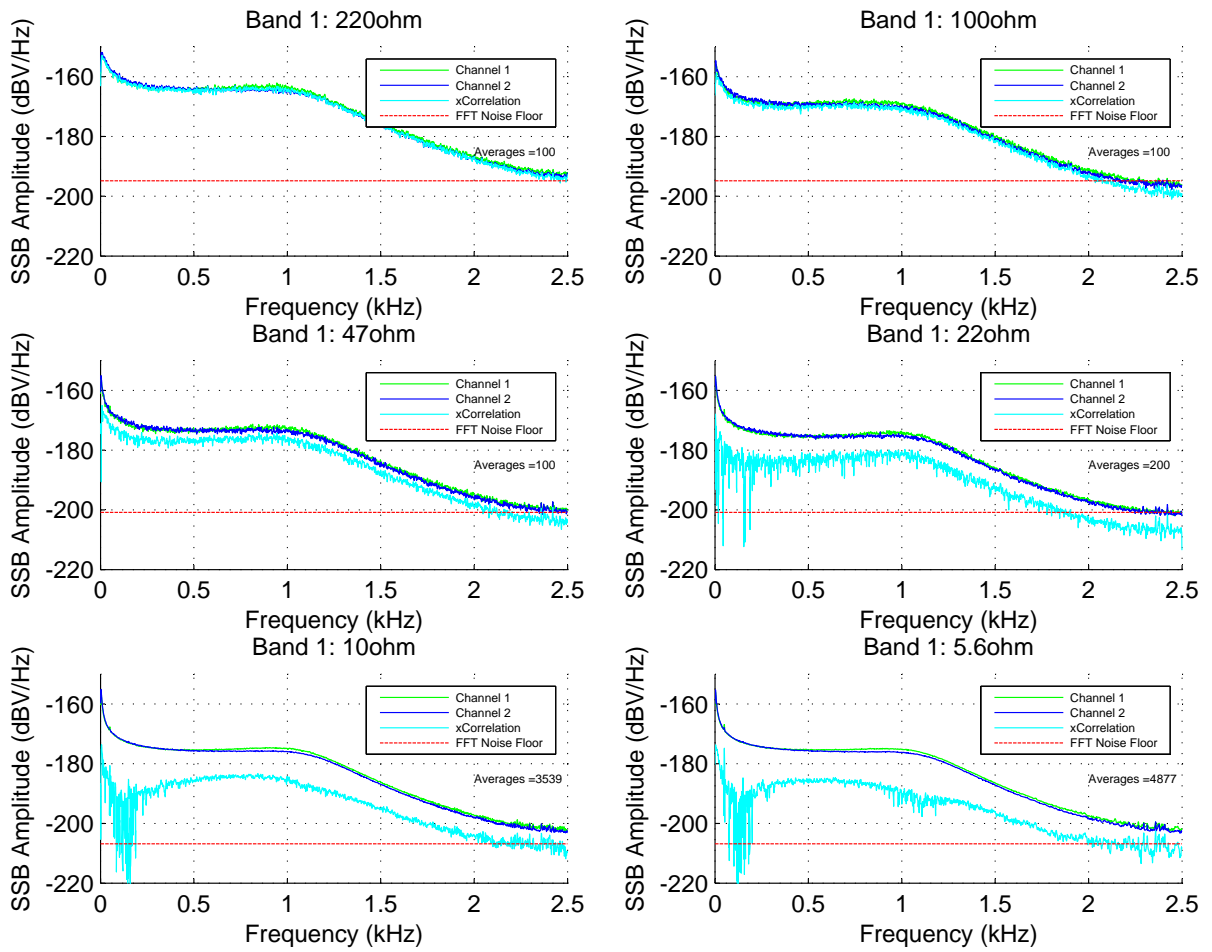 Band 1: 220ohm
SSB Amplitude (dBV/Hz)
-160
-180
-200
-220
0
0.5
1
1.5
2
2.5
Frequency (kHz)
Channel 1
Channel 2
xCorrelation
FFT Noise Floor
Averages =100
Band 1: 100ohm
SSB Amplitude (dBV/Hz)
-160
-180
-200
-220
0
0.5
1
1.5
2
2.5
Frequency (kHz)
Channel 1
Channel 2
xCorrelation
FFT Noise Floor
Averages =100
Band 1: 47ohm
SSB Amplitude (dBV/Hz)
-160
-180
-200
-220
0
0.5
1
1.5
2
2.5
Frequency (kHz)
Channel 1
Channel 2
xCorrelation
FFT Noise Floor
Averages =100
Band 1: 22ohm
SSB Amplitude (dBV/Hz)
-160
-180
-200
-220
0
0.5
1
1.5
2
2.5
Frequency (kHz)
Channel 1
Channel 2
xCorrelation
FFT Noise Floor
Averages =200
Band 1: 10ohm
SSB Amplitude (dBV/Hz)
-160
-180
-200
-220
0
0.5
1
1.5
2
2.5
Frequency (kHz)
Channel 1
Channel 2
xCorrelation
FFT Noise Floor
Averages =3539
Band 1: 5.6ohm
SSB Amplitude (dBV/Hz)
-160
-180
-200
-220
0
0.5
1
1.5
2
2.5
Frequency (kHz)
Channel 1
Channel 2
xCorrelation
FFT Noise Floor
Averages =4877